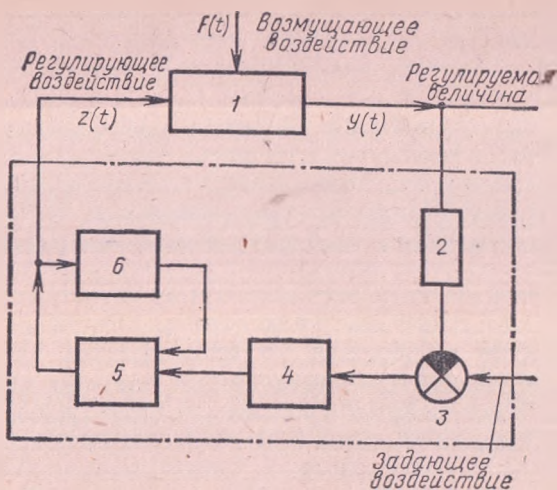 F(t)
Возмущающее
воздействие
Регулирующее
воздействие
Регулируемая
величина
1
z(t)
y(t)
2
6
5
4
3
Задающее
воздействие